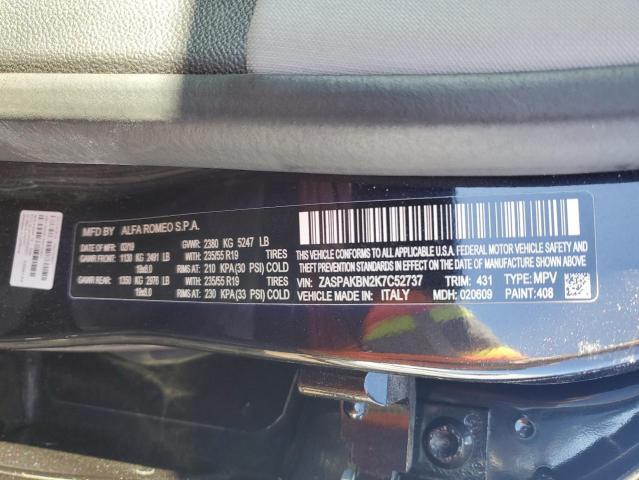 MFD BY ALFA ROMEO S.P.A.
DATE OF MFR: 02/19 GVWR: 2380 KG 5247 LB
GAWR FRONT: 1130 KG 2491 LB WITH: 235/55 R19 TIRES
19x8.0 RIMS AT: 210 KPA(30 PSI) COLD
GAWR REAR: 1350 KG 2976 LB WITH: 235/55 R19 TIRES
19x8.0 RIMS AT: 230 KPA(33 PSI) COLD
THIS VEHICLE CONFORMS TO ALL APPLICABLE U.S.A. FEDERAL MOTOR VEHICLE SAFETY,
BUMPER, AND THEFT PREVENTION STANDARDS IN EFFECT ON THE DATE OF MANUFACTURE SHOWN ABOVE.
VIN: ZASPAKBN2K7C52737 TRIM: 431 TYPE: MPV
VEHICLE MADE IN: ITALY MDH: 020609 PAINT: 408